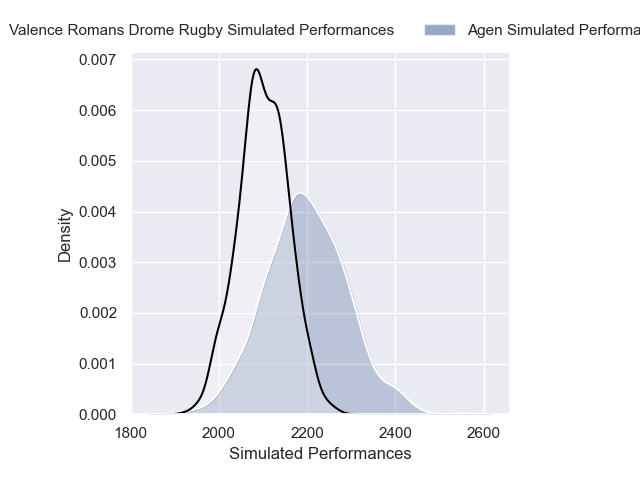 Valence Romans Drome Rugby Simulated Performances
Agen Simulated Performa
0.007
0.006
0.005
0.004
0.003
0.002
0.001
0.000
Density
1800 2000 2200 2400 2600
Simulated Performances